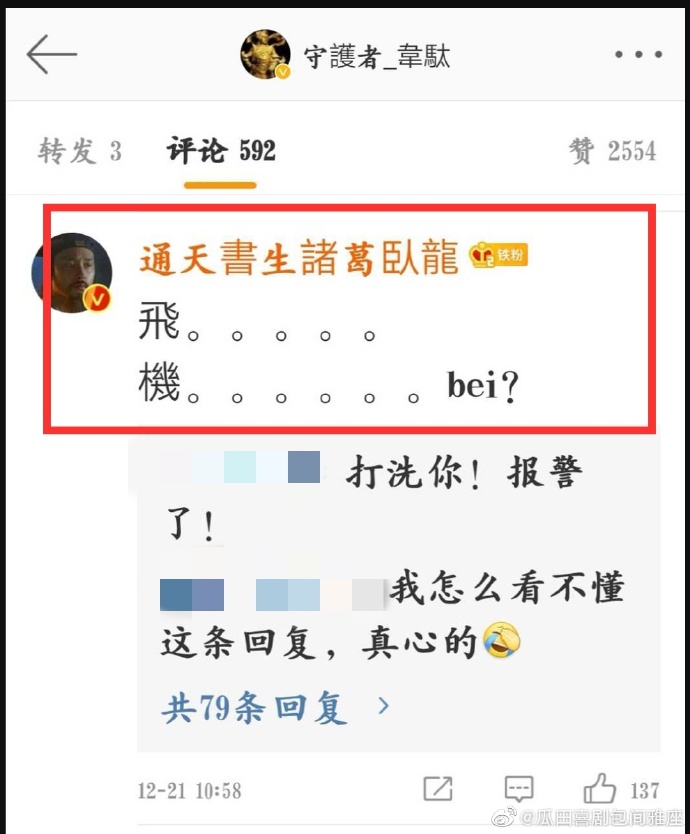 守護者_韋馱
转发 3 评论 592 赞 2554
通天書生諸葛臥龍 铁粉
飛。。。。。
機。。。。。。bei?
打洗你！报警
了！
我怎么看不懂
这条回复，真心的🤣
共79条回复 >
12-21 10:58 137
@瓜田喜剧包间雅座